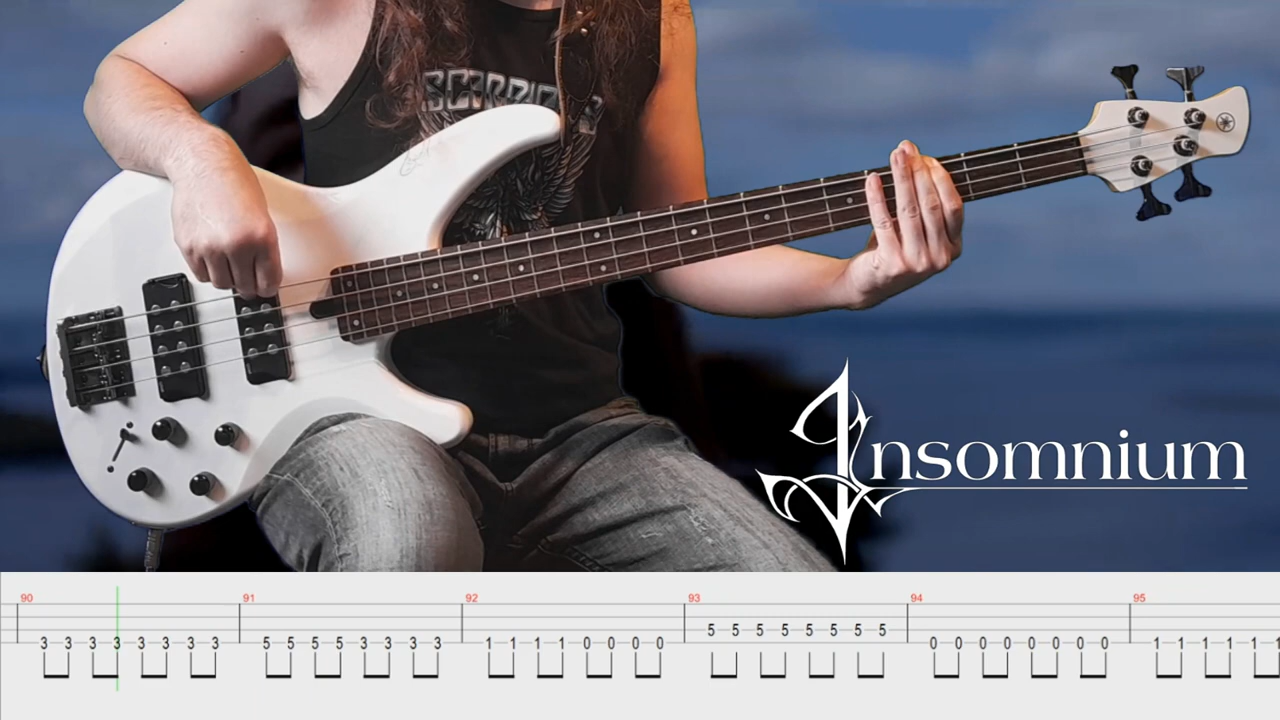 SCORPIONS
Insomnium
90 91 92 93 94 95
5 5 5 5 5 5 5 5
3 3 3 3 3 3 3 3 5 5 5 5 3 3 3 3 1 1 1 1 0 0 0 0 0 0 0 0 0 0 0 0 1 1 1 1 1 1